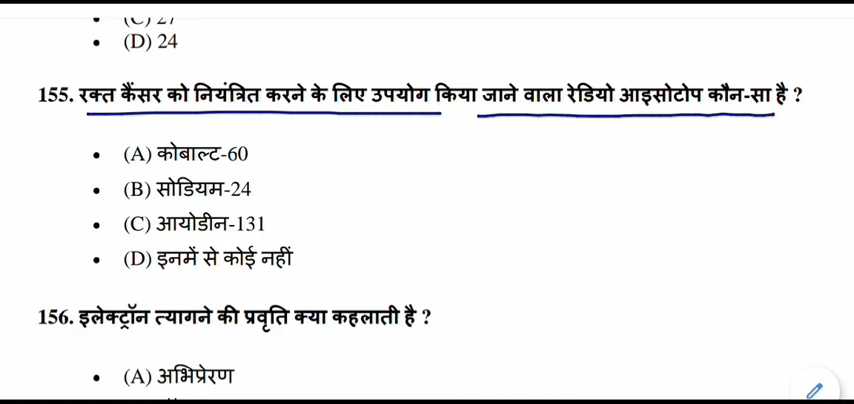 (C) 27
(D) 24
155. रक्त कैंसर को नियंत्रित करने के लिए उपयोग किया जाने वाला रेडियो आइसोटोप कौन-सा है ?
(A) कोबाल्ट-60
(B) सोडियम-24
(C) आयोडीन-131
(D) इनमें से कोई नहीं
156. इलेक्ट्रॉन त्यागने की प्रवृति क्या कहलाती है ?
(A) अभिप्रेरण